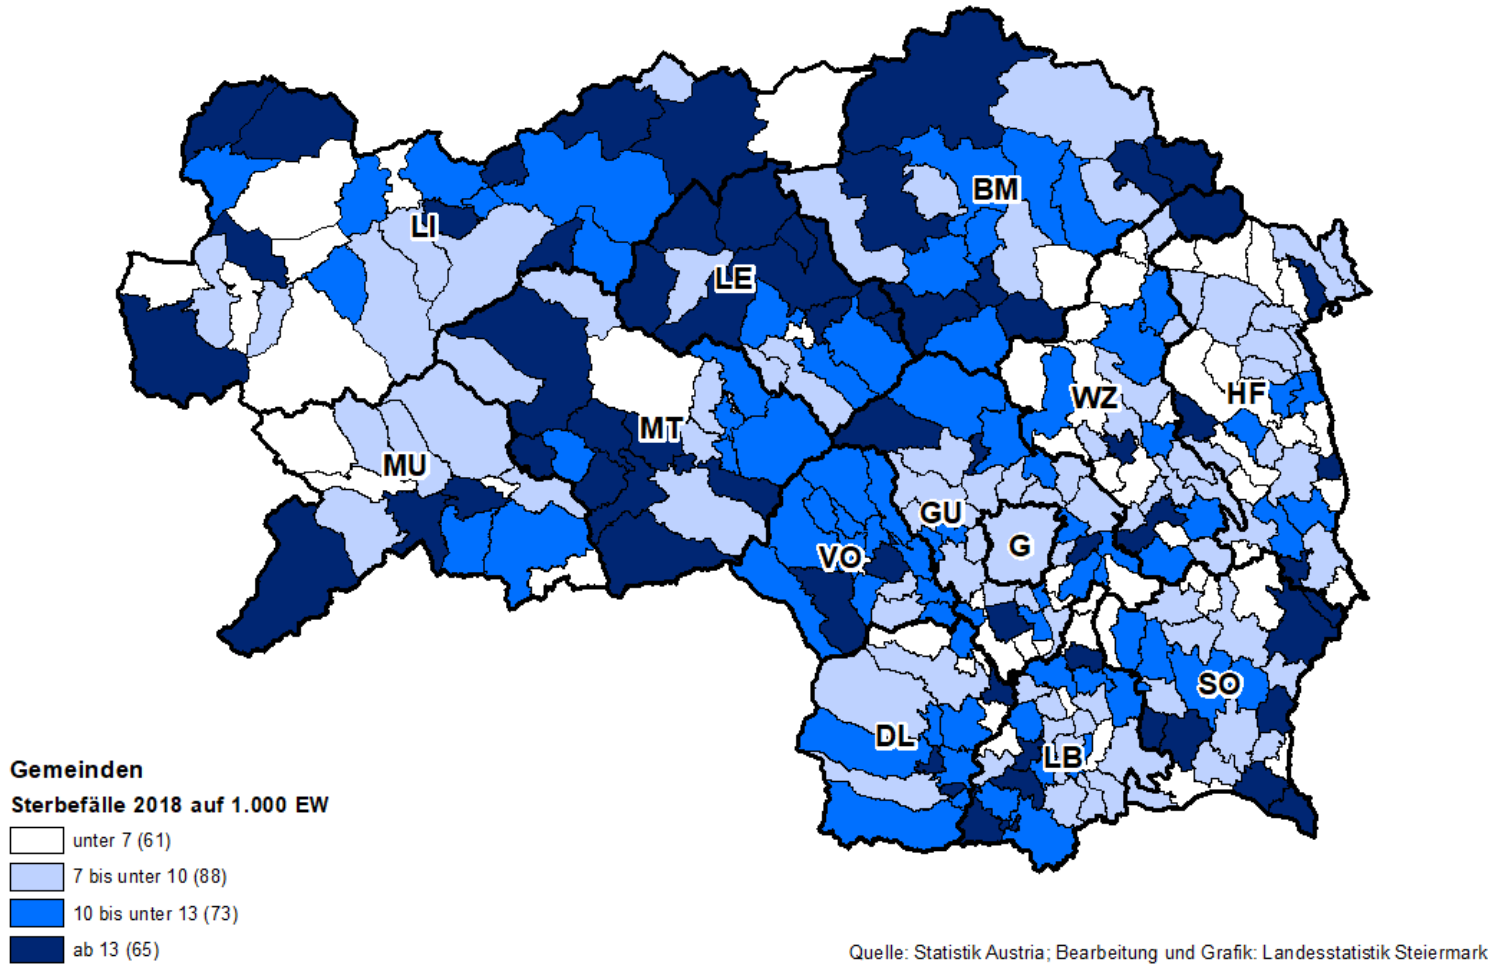 BM
LI
LE
WZ
HF
MT
MU
GU
G
VO
SO
DL
LB
Gemeinden
Sterbefälle 2018 auf 1.000 EW
unter 7 (61)
7 bis unter 10 (88)
10 bis unter 13 (73)
ab 13 (65)
Quelle: Statistik Austria; Bearbeitung und Grafik: Landesstatistik Steiermark